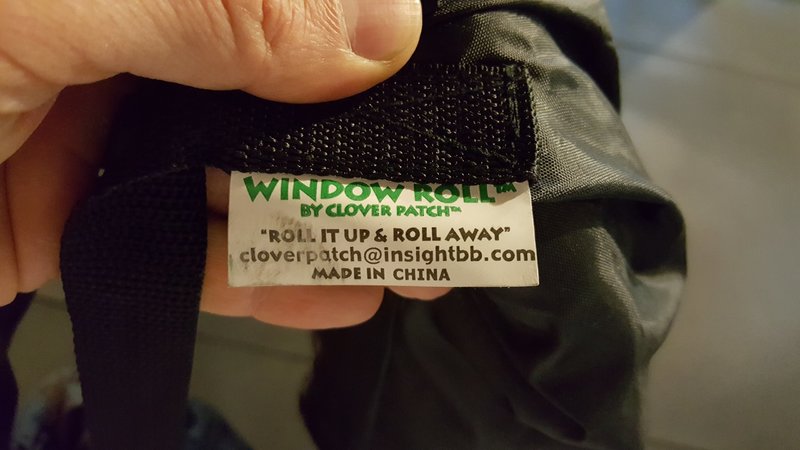 WINDOW ROLL™
BY CLOVER PATCH™
"ROLL IT UP & ROLL AWAY"
cloverpatch@insightbb.com
MADE IN CHINA